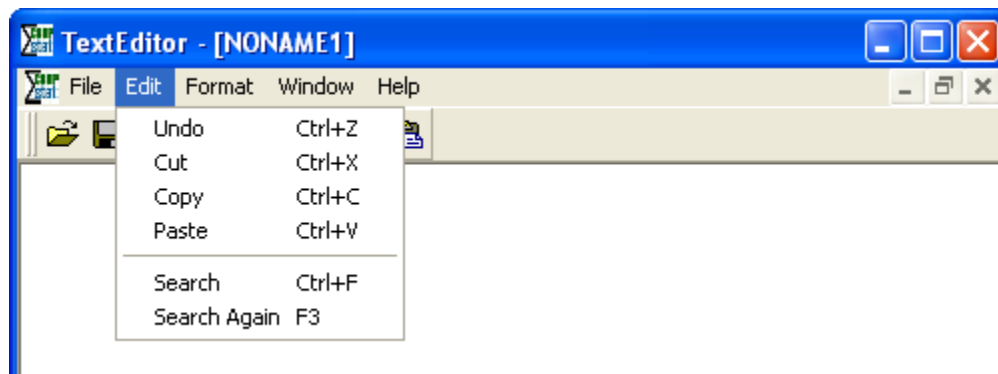 TextEditor - [NONAME1]
File Edit Format Window Help
Undo Ctrl+Z
Cut Ctrl+X
Copy Ctrl+C
Paste Ctrl+V
Search Ctrl+F
Search Again F3